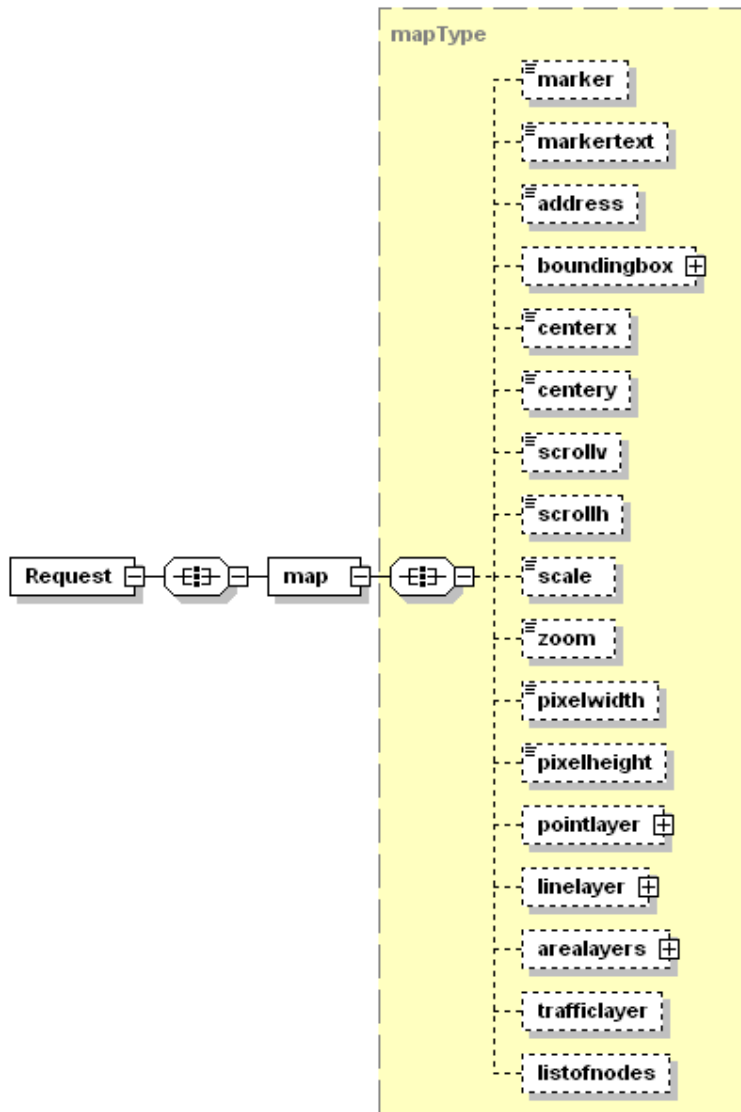 mapType
marker
markertext
address
boundingbox
centerx
centery
scrollv
scrollh
Request
map
scale
zoom
pixelwidth
pixelheight
pointlayer
linelayer
arealayers
trafficlayer
listofnodes